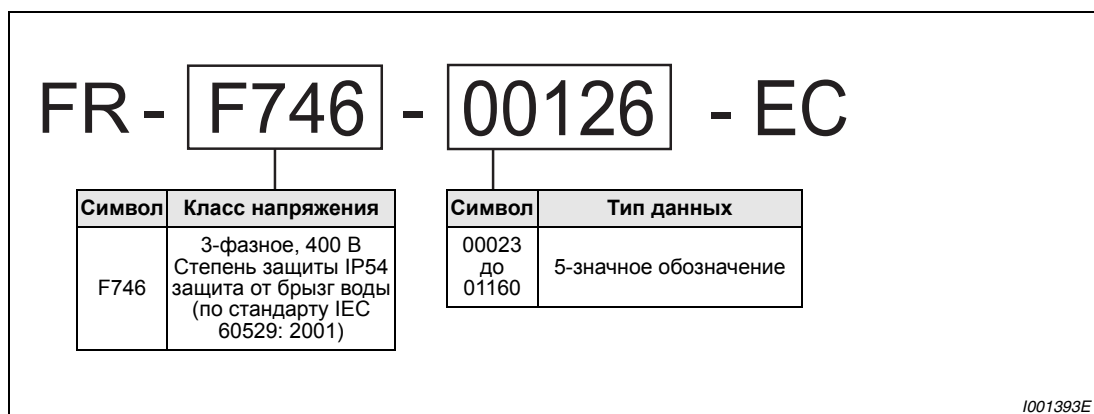 FR - F746 - 00126 - EC
Символ Класс напряжения
F746
3-фазное, 400 В
Степень защиты IP54
защита от брызг воды
(по стандарту IEC
60529: 2001)
Символ Тип данных
00023
до
01160
5-значное обозначение
I001393E